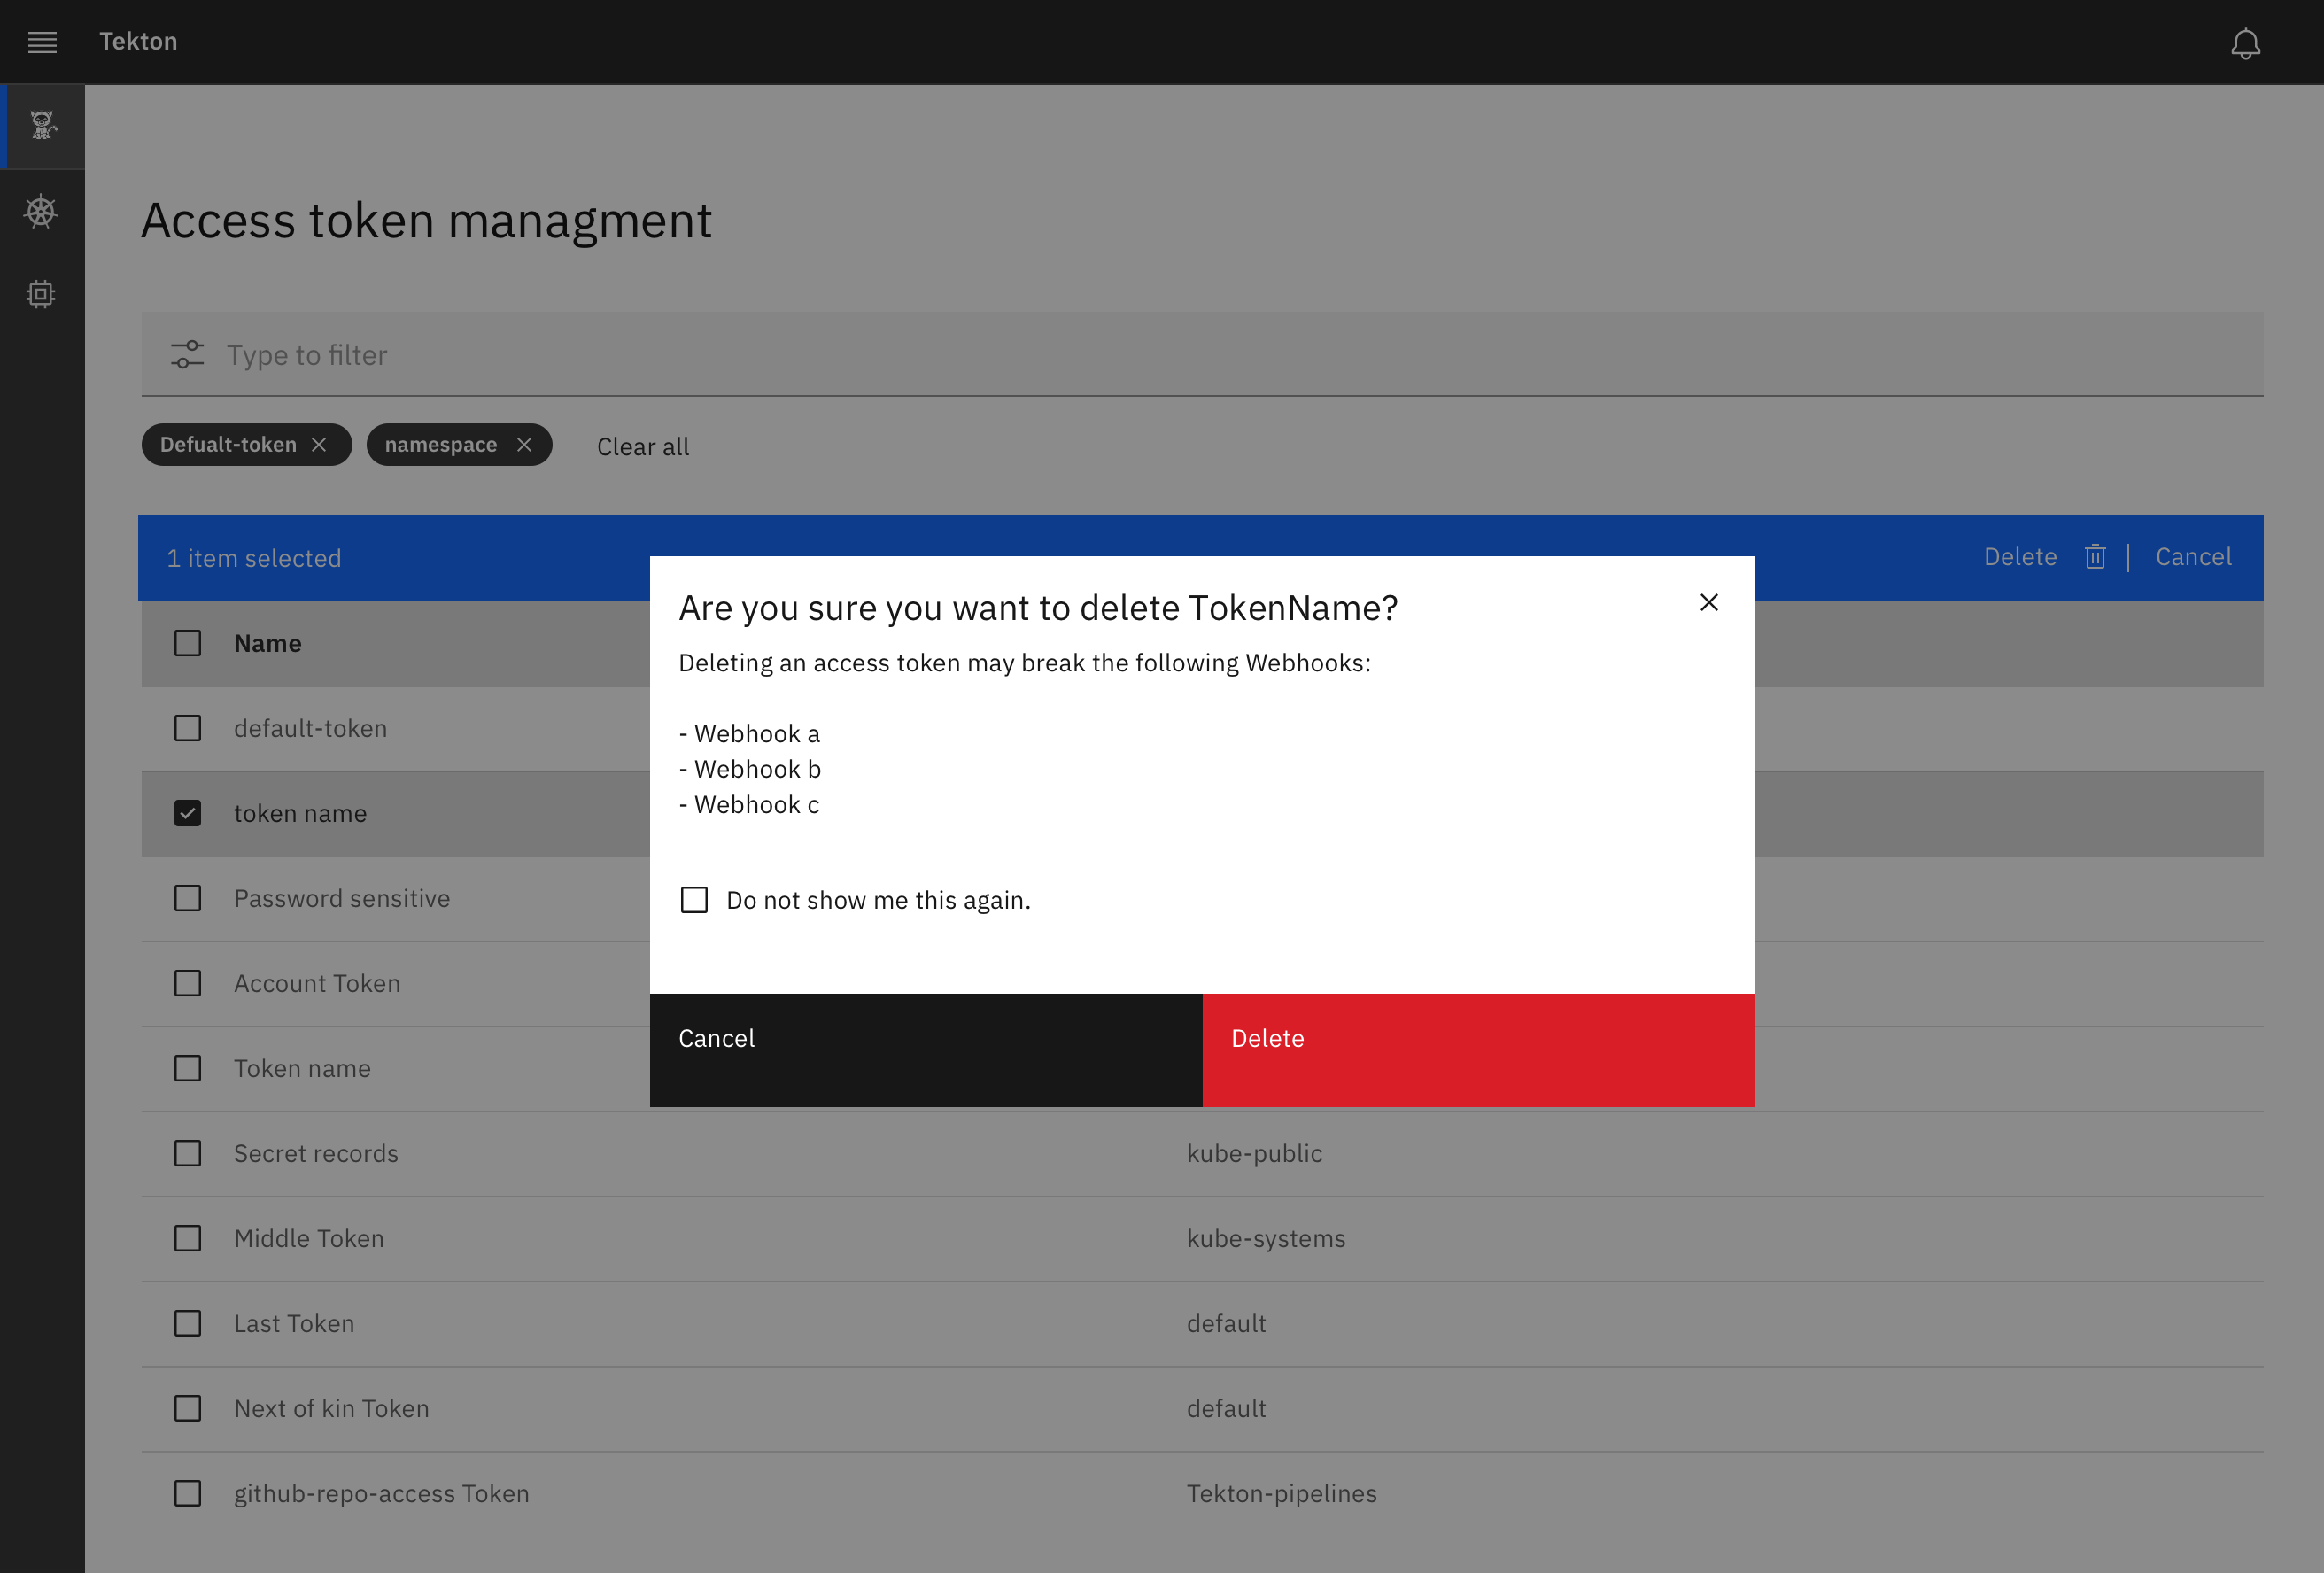 Tekton
Access token managment
Type to filter
Defualt-token namespace Clear all
1 item selected Delete Cancel
Are you sure you want to delete TokenName?
Deleting an access token may break the following Webhooks:
- Webhook a
- Webhook b
- Webhook c
Do not show me this again.
Cancel Delete
Name
default-token
token name
Password sensitive
Account Token
Token name
Secret records kube-public
Middle Token kube-systems
Last Token default
Next of kin Token default
github-repo-access Token Tekton-pipelines